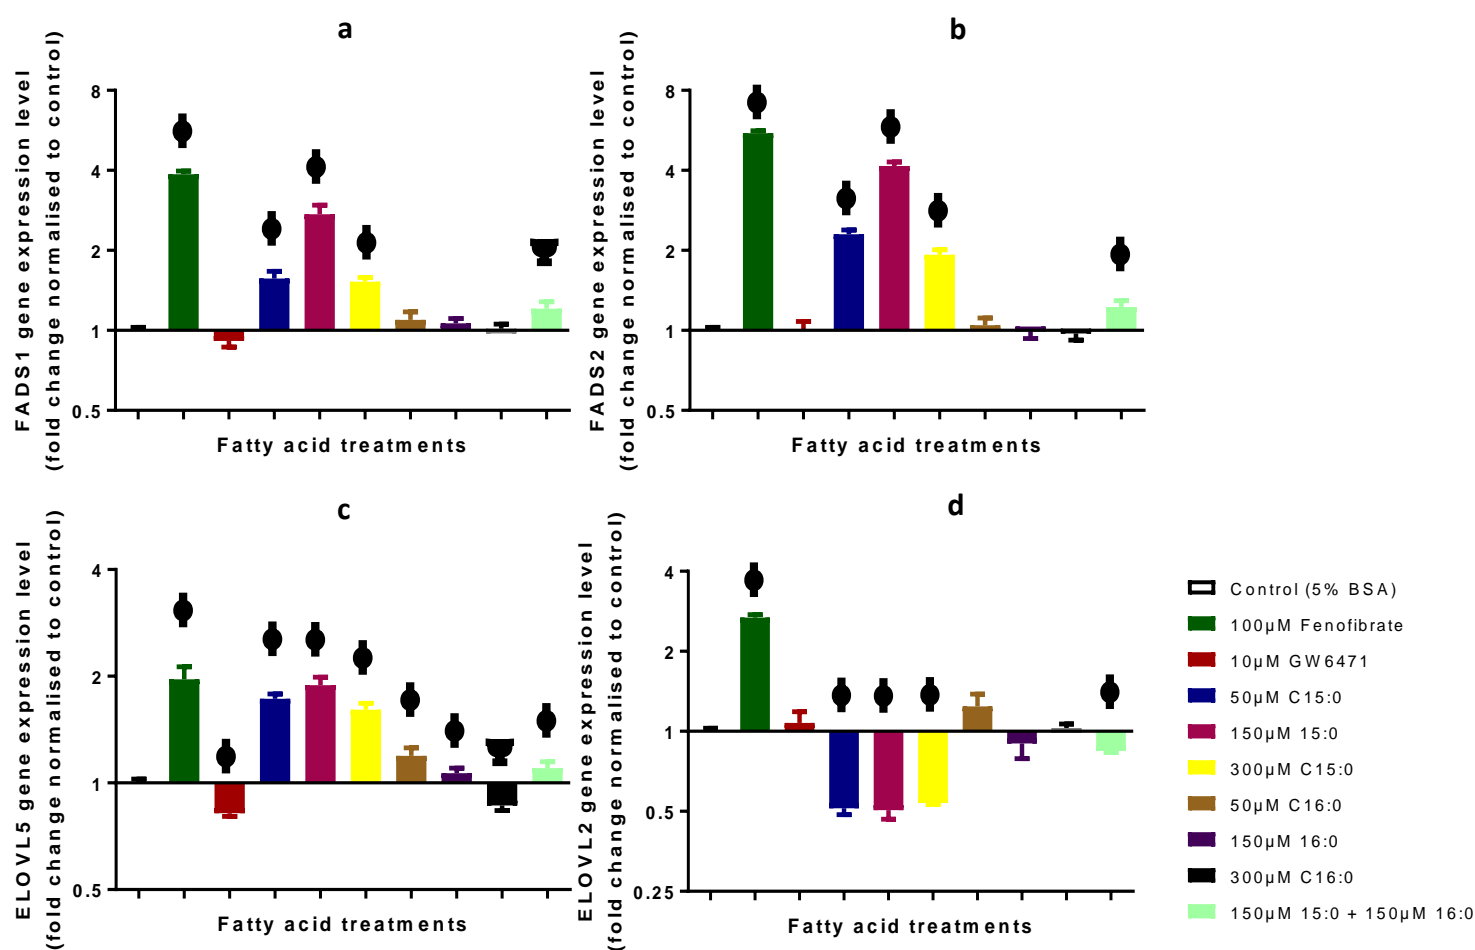 a
FADS1 gene expression level
(fold change normalised to control)
8
4
2
1
0.5
Fatty acid treatments
b
FADS2 gene expression level
(fold change normalised to control)
8
4
2
1
0.5
Fatty acid treatments
c
ELOVL5 gene expression level
(fold change normalised to control)
4
2
1
0.5
Fatty acid treatments
d
ELOVL2 gene expression level
(fold change normalised to control)
4
2
1
0.5
0.25
Fatty acid treatments
Control (5% BSA)
100µM Fenofibrate
10µM GW6471
50µM C15:0
150µM 15:0
300µM C15:0
50µM C16:0
150µM 16:0
300µM C16:0
150µM 15:0 + 150µM 16:0